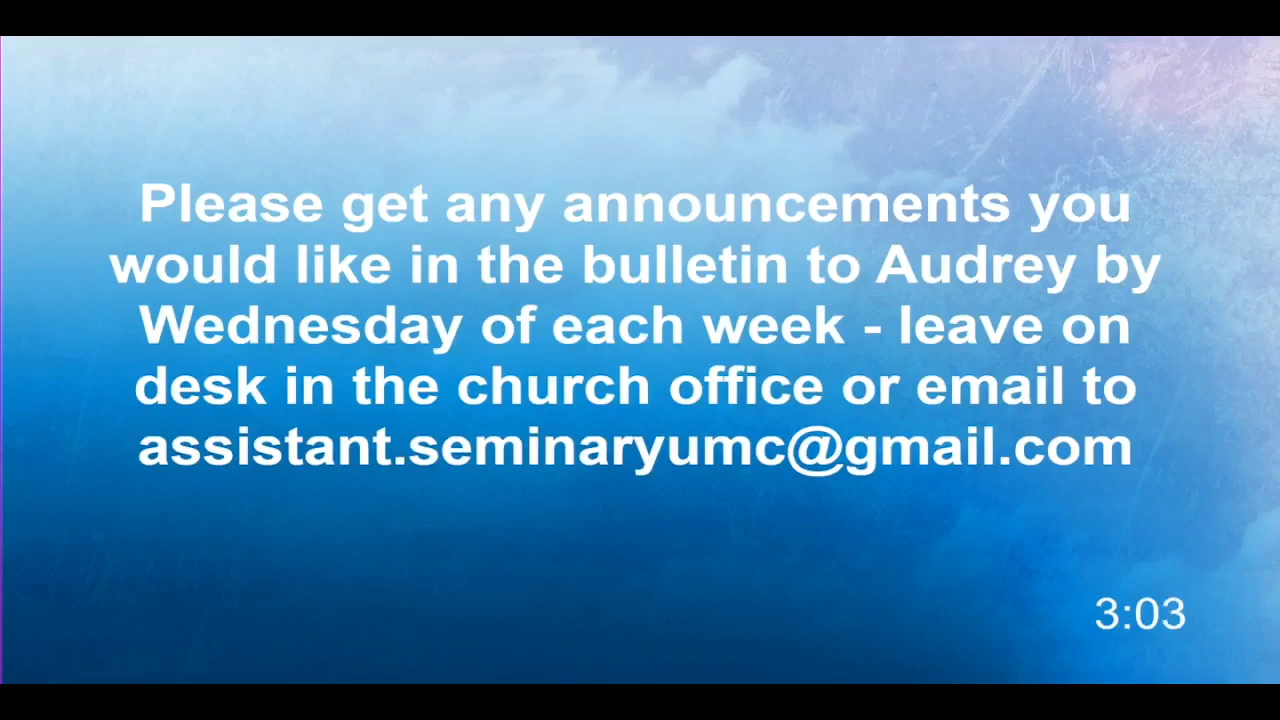 Please get any announcements you
would like in the bulletin to Audrey by
Wednesday of each week - leave on
desk in the church office or email to
assistant.seminaryumc@gmail.com
3:03